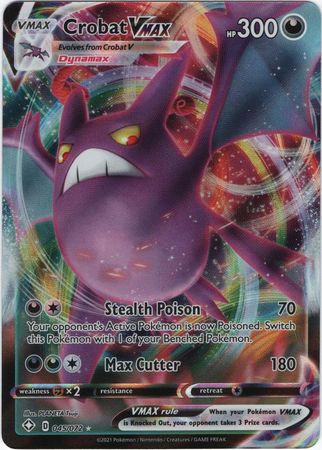 VMAX
Crobat VMAX
HP 300
Evolves from Crobat V
Dynamax
Stealth Poison 70
Your opponent's Active Pokémon is now Poisoned. Switch
this Pokémon with 1 of your Benched Pokémon.
Max Cutter 180
weakness ×2 resistance retreat
Illus. PLANETA Tsuji
D 045/072 ★
VMAX rule When your Pokémon VMAX
is Knocked Out, your opponent takes 3 Prize cards.
©2021 Pokémon / Nintendo / Creatures / GAME FREAK